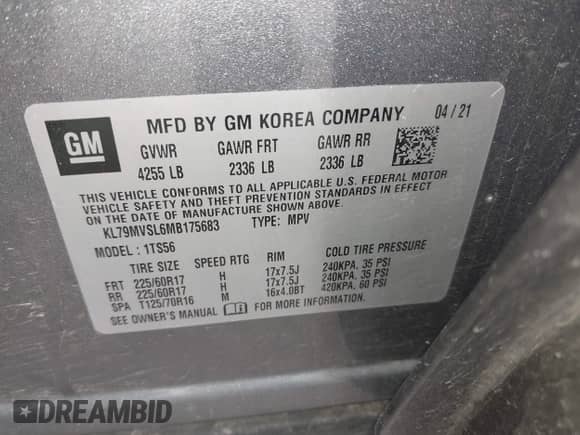 GM
MFD BY GM KOREA COMPANY 04 / 21
GVWR GAWR FRT GAWR RR
4255 LB 2336 LB 2336 LB
THIS VEHICLE CONFORMS TO ALL APPLICABLE U.S. FEDERAL MOTOR
VEHICLE SAFETY AND THEFT PREVENTION STANDARDS IN EFFECT
ON THE DATE OF MANUFACTURE SHOWN ABOVE.
KL79MVSL6MB175683 TYPE: MPV
MODEL : 1TS56
TIRE SIZE SPEED RTG RIM COLD TIRE PRESSURE
FRT 225/60R17 H 17x7.5J 240KPA, 35 PSI
RR 225/60R17 H 17x7.5J 240KPA, 35 PSI
SPA T125/70R16 M 16x4.0BT 420KPA, 60 PSI
SEE OWNER'S MANUAL FOR MORE INFORMATION.
DREAMBID